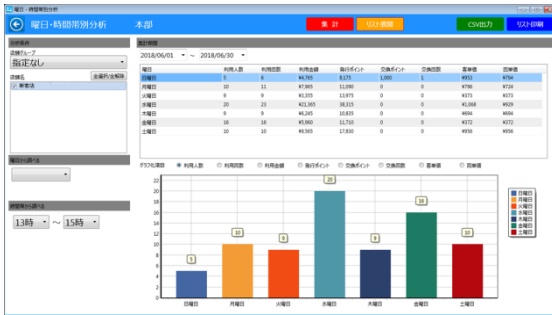 曜日・時間帯別分析
曜日・時間帯別分析 本部 集 計 リスト展開 CSV出力 リスト印刷
分析条件
店舗グループ
指定なし
店舗名 全選択/全解除
新宿店
曜日から調べる
時間帯から調べる
13時 ～ 15時
集計期間
2018/06/01 ～ 2018/06/30
曜日 利用人数 利用回数 利用金額 発行ポイント 交換ポイント 交換回数 客単価 回単価
日曜日 5 6 ¥4,765 8,175 1,000 1 ¥953 ¥794
月曜日 10 11 ¥7,965 11,090 0 0 ¥796 ¥724
火曜日 9 9 ¥3,355 13,975 0 0 ¥373 ¥373
水曜日 20 23 ¥21,365 38,315 0 0 ¥1,068 ¥929
木曜日 9 9 ¥6,245 10,835 0 0 ¥694 ¥694
金曜日 16 16 ¥5,960 11,710 0 0 ¥372 ¥372
土曜日 10 10 ¥9,565 17,830 0 0 ¥956 ¥956
グラフ化項目 利用人数 利用回数 利用金額 発行ポイント 交換ポイント 交換回数 客単価 回単価
22
20
18
16
14
12
10
8
6
4
2
0
5
10
9
20
9
16
10
日曜日 月曜日 火曜日 水曜日 木曜日 金曜日 土曜日
日曜日
月曜日
火曜日
水曜日
木曜日
金曜日
土曜日